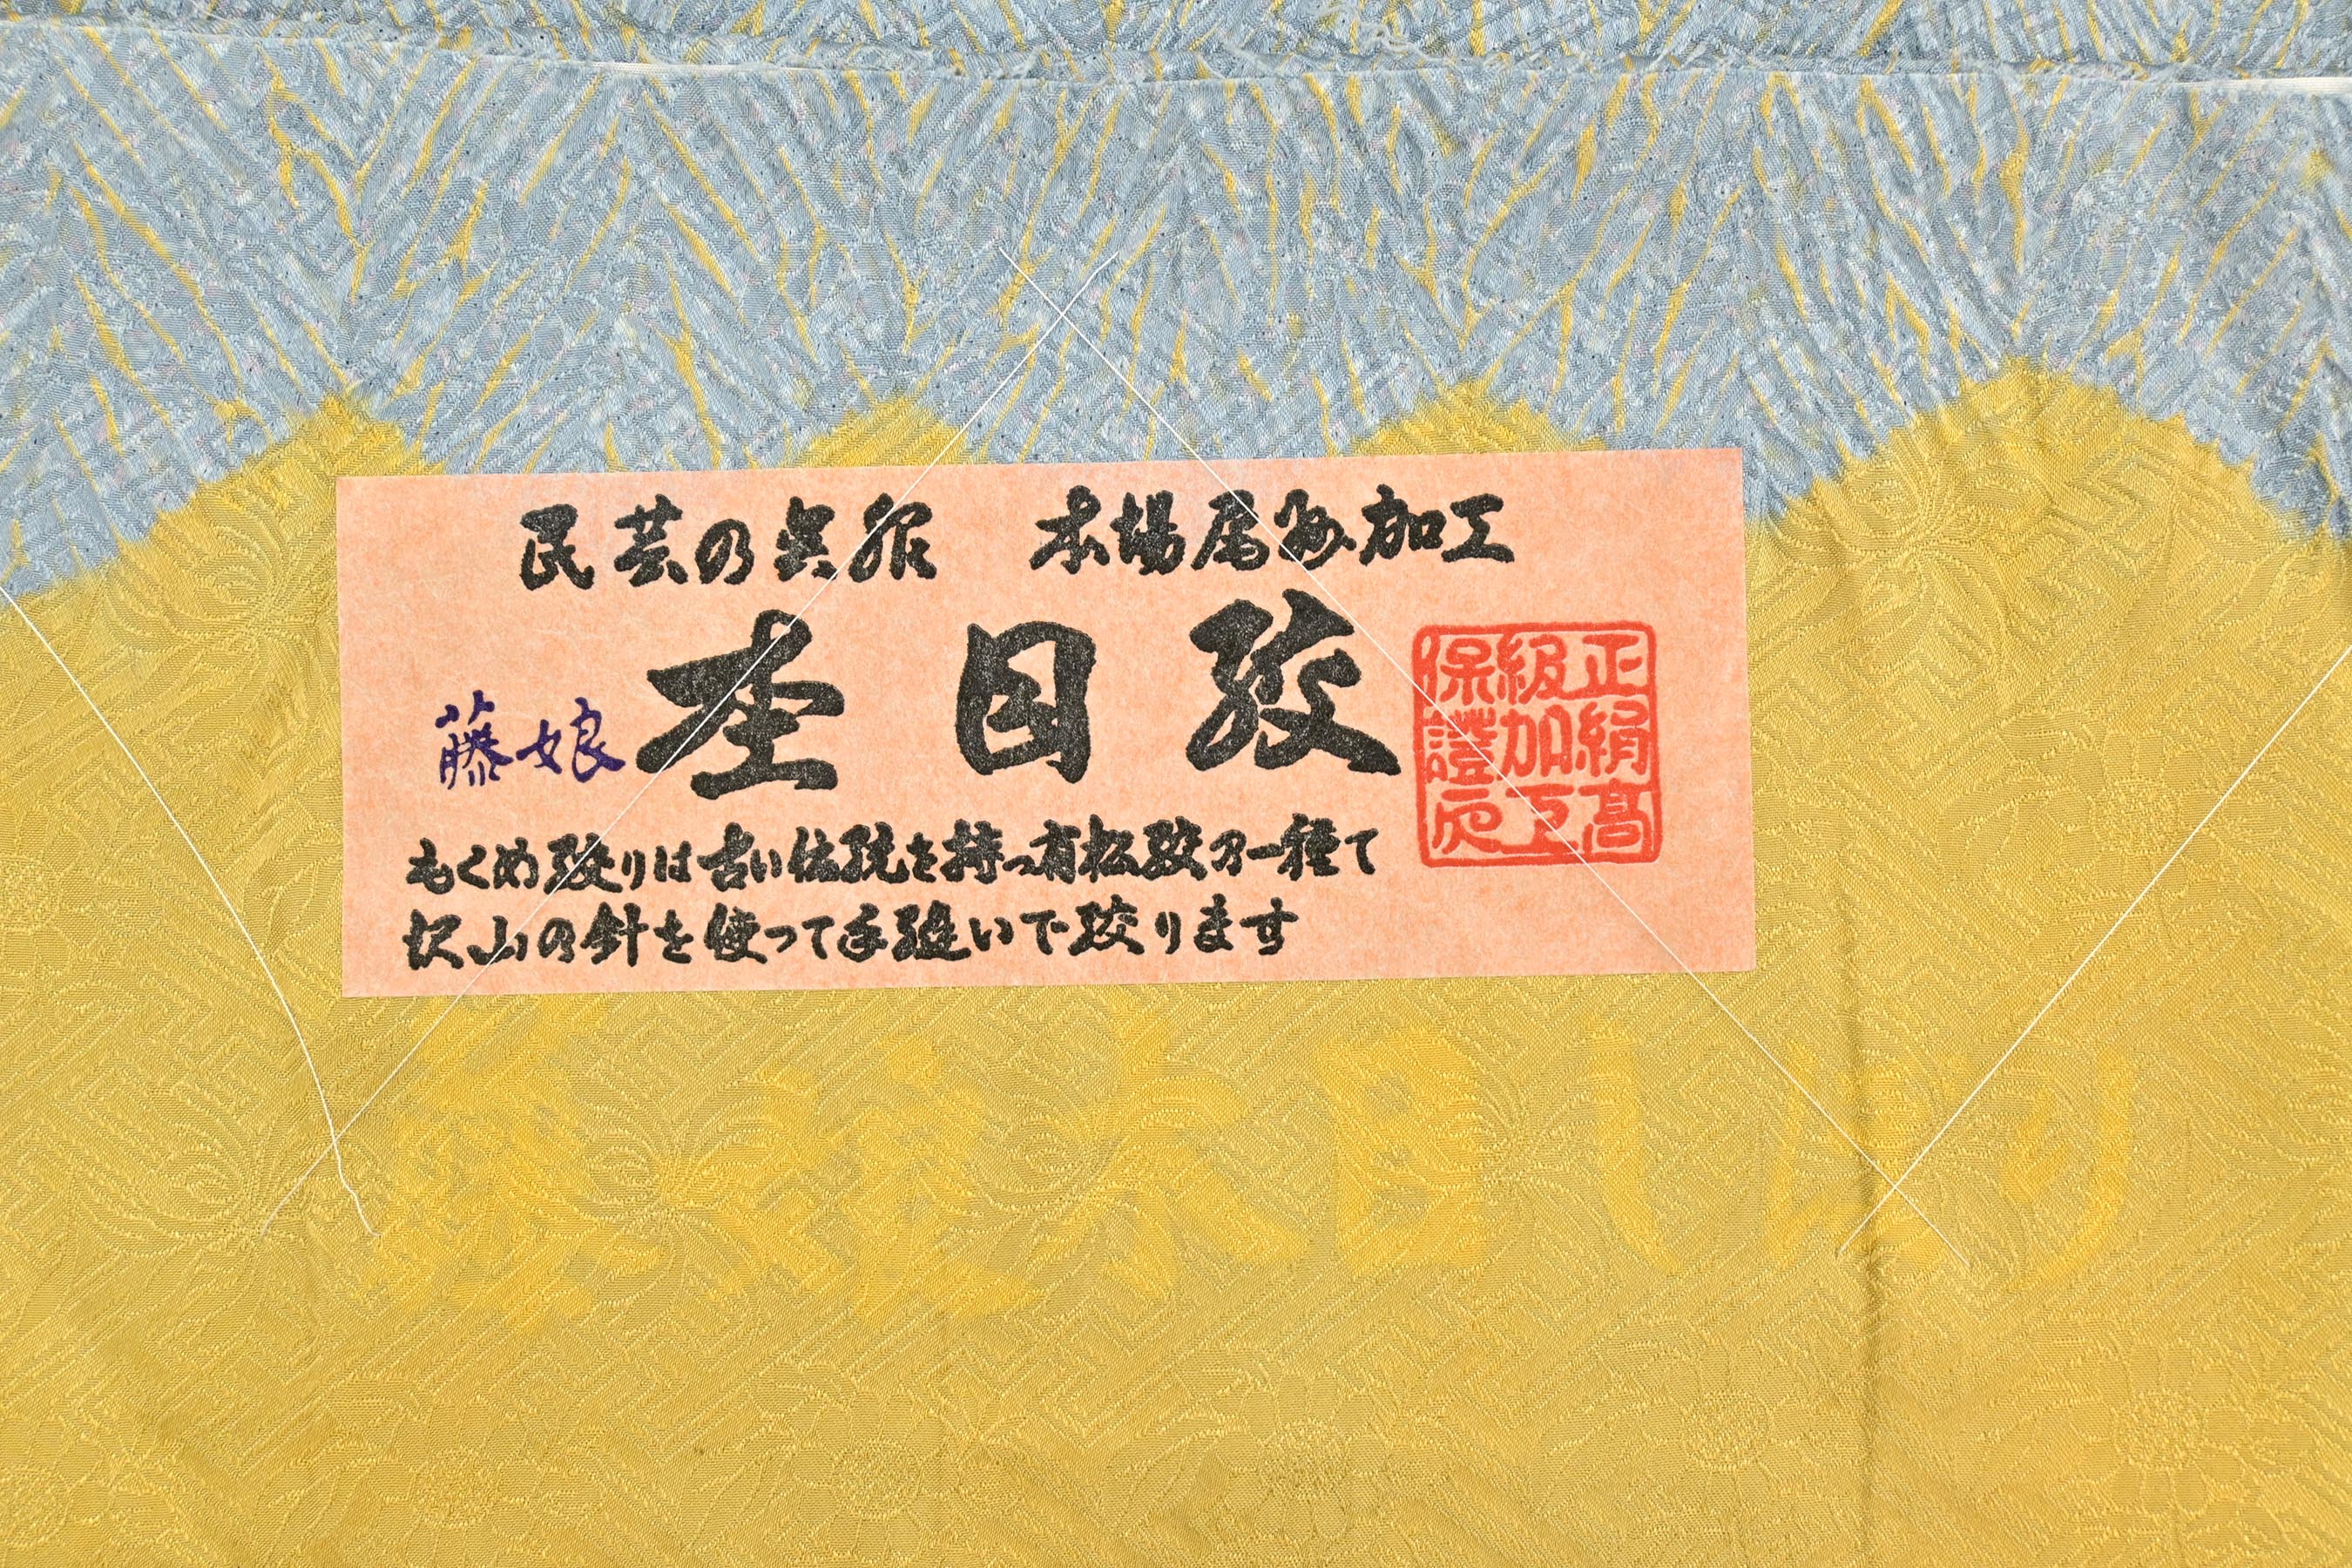 民芸の呉服 本場尾州加工
杢目絞
藤娘
正絹高
級加工
保證付
もくめ絞りは古い伝統を持つ有松絞の一種で
沢山の針を使って手縫いで絞ります